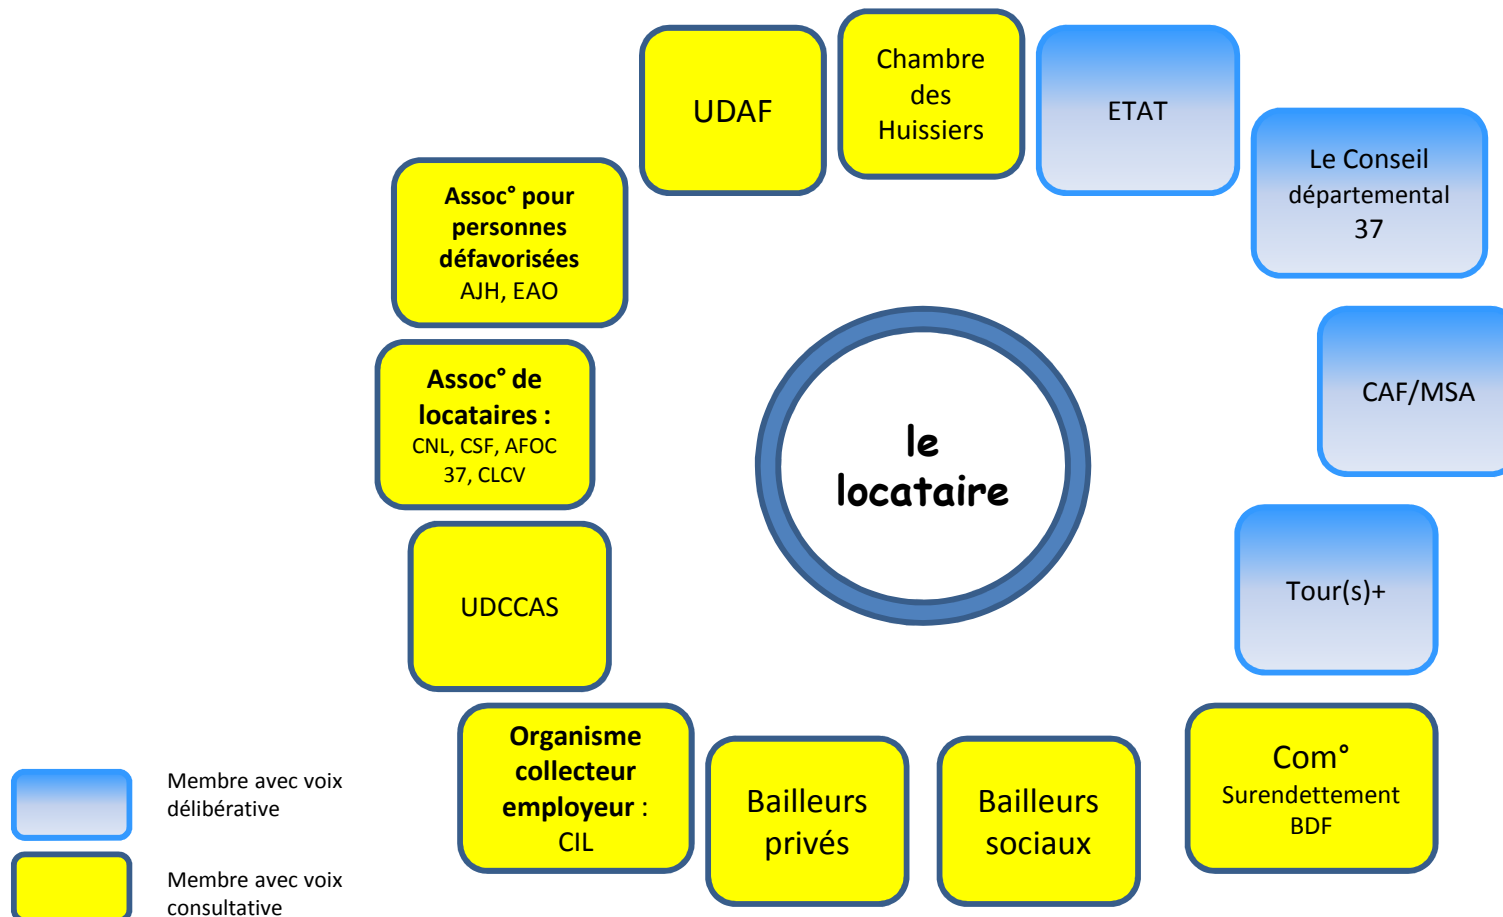 UDAF
Chambre
des
Huissiers
ETAT
Le Conseil
départemental
37
CAF/MSA
Tour(s)+
Com°
Surendettement
BDF
Bailleurs
sociaux
Bailleurs
privés
Organisme
collecteur
employeur :
CIL
UDCCAS
Assoc° de
locataires :
CNL, CSF, AFOC
37, CLCV
Assoc° pour
personnes
défavorisées
AJH, EAO
le
locataire
Membre avec voix
délibérative
Membre avec voix
consultative